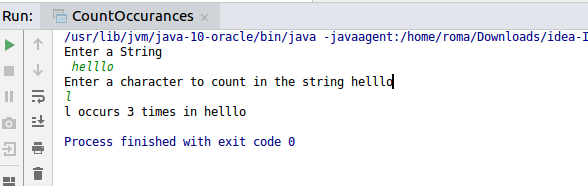 Run: CountOccurances ×
/usr/lib/jvm/java-10-oracle/bin/java -javaagent:/home/roma/Downloads/idea-I
Enter a String
helllo
Enter a character to count in the string helllo
l
l occurs 3 times in helllo
Process finished with exit code 0